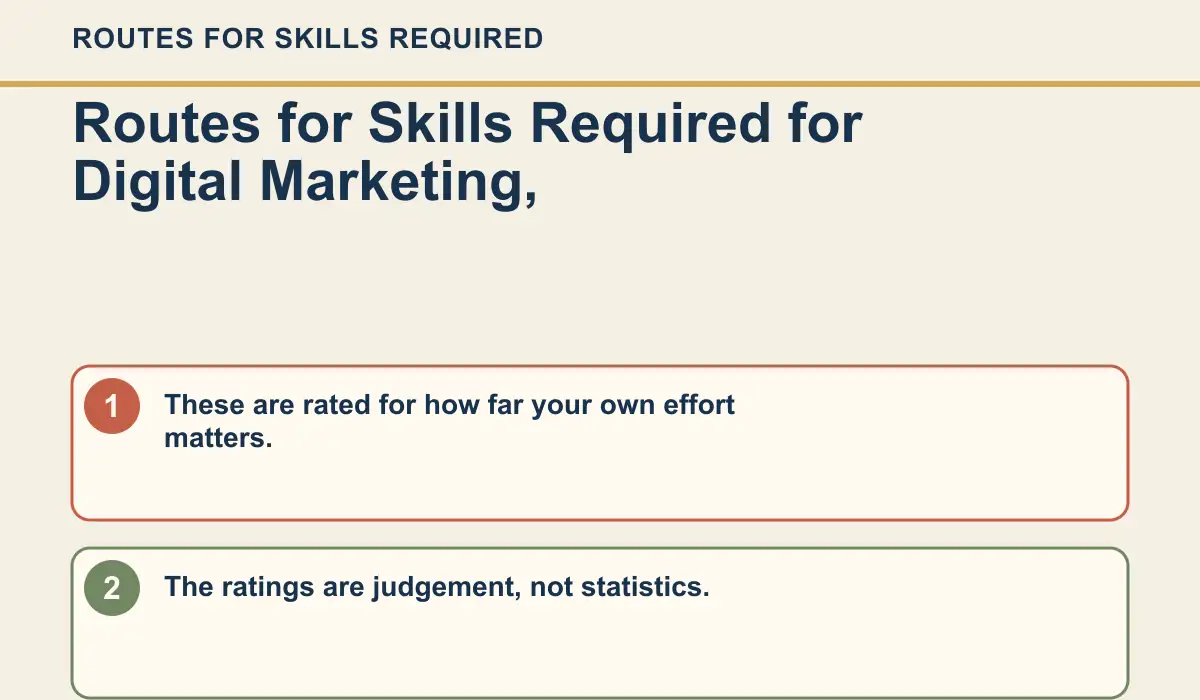 ROUTES FOR SKILLS REQUIRED
Routes for Skills Required for
Digital Marketing,
1
These are rated for how far your own effort
matters.
2
The ratings are judgement, not statistics.